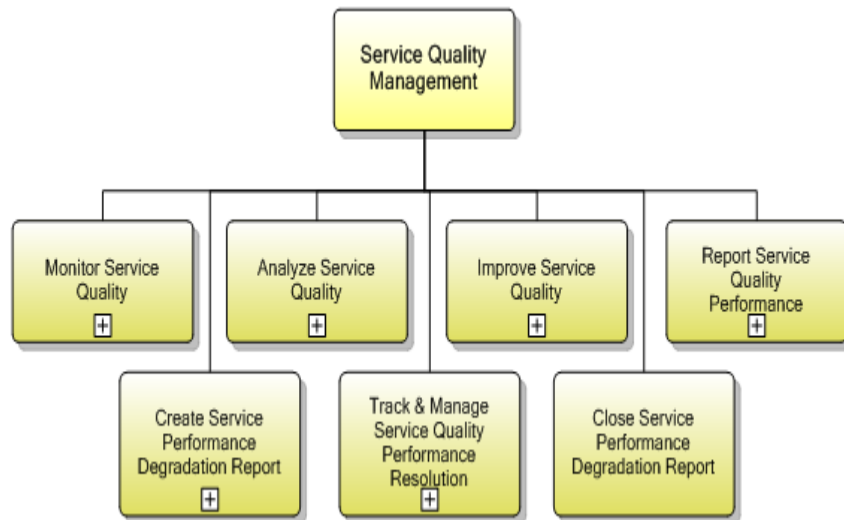 Service Quality
Management
Monitor Service
Quality
Analyze Service
Quality
Improve Service
Quality
Report Service
Quality
Performance
Create Service
Performance
Degradation Report
Track & Manage
Service Quality
Performance
Resolution
Close Service
Performance
Degradation Report